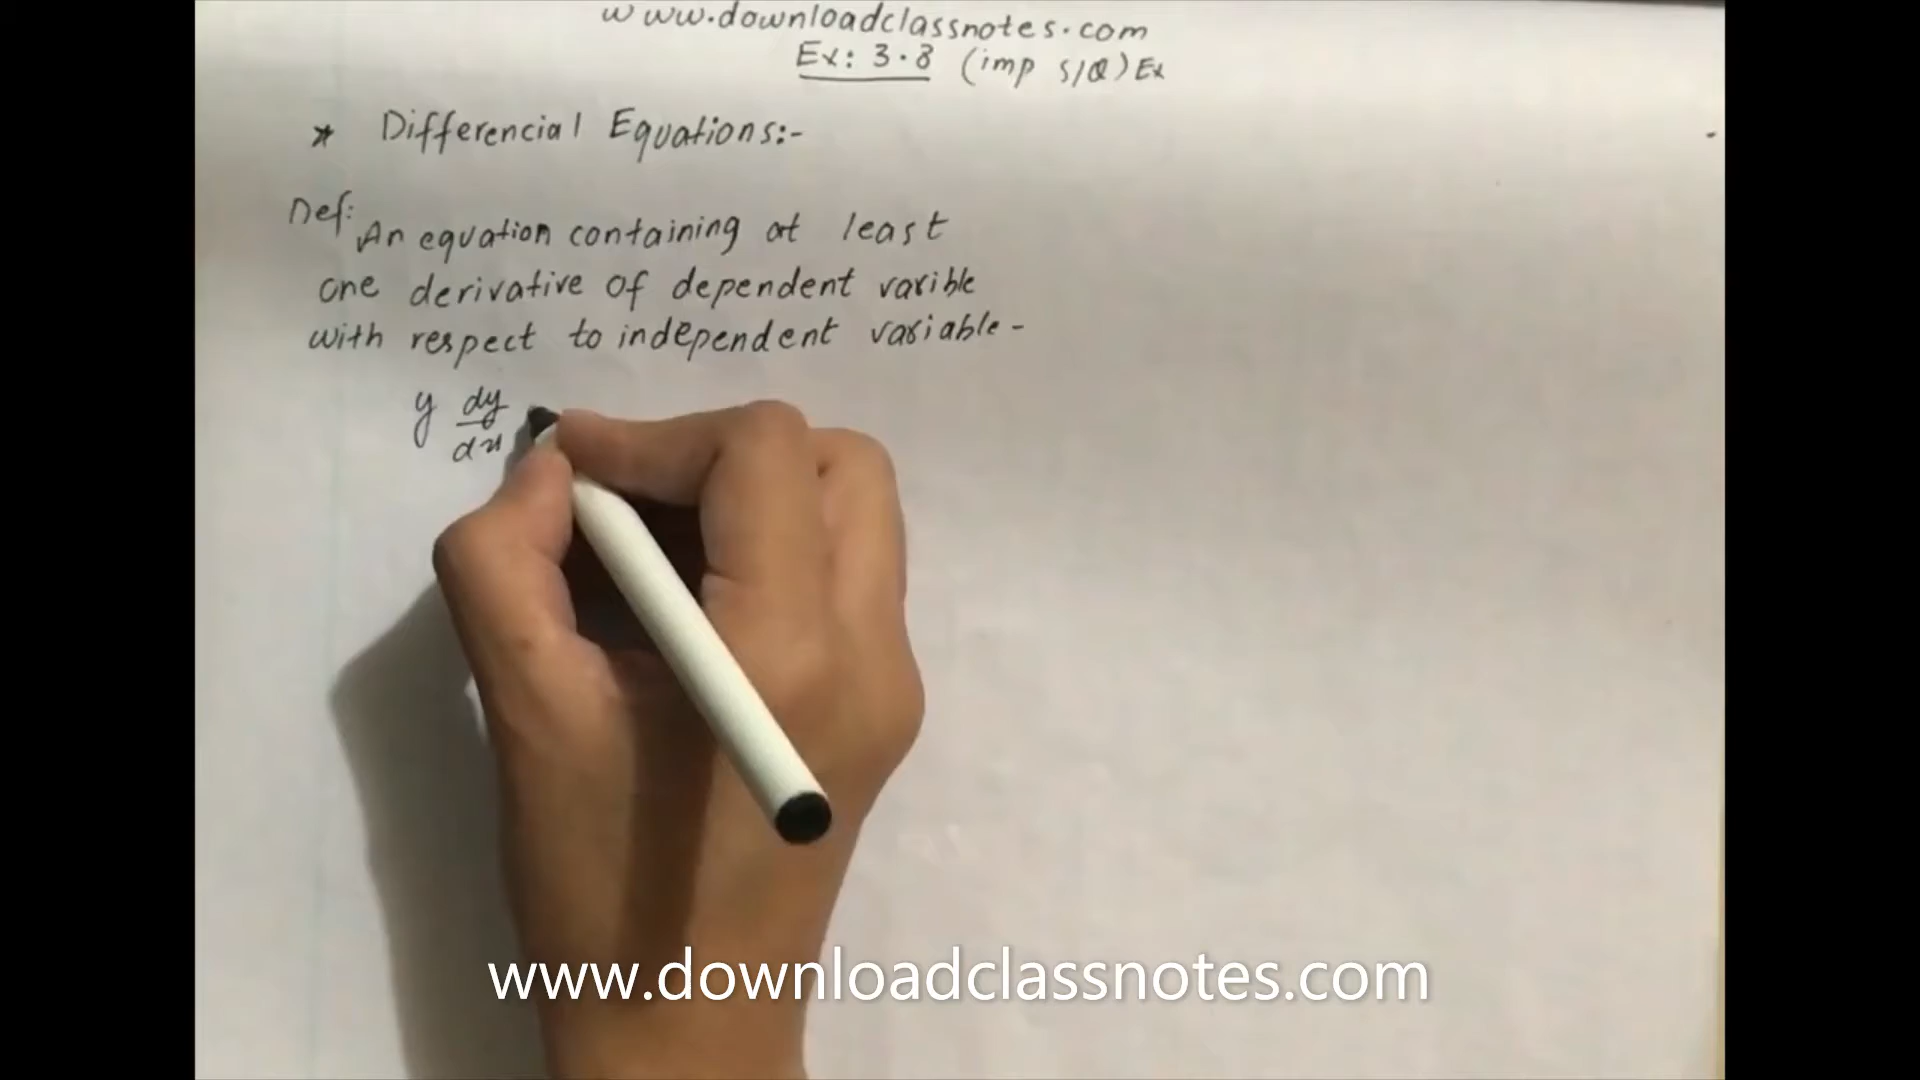 www.downloadclassnotes.com
Ex: 3.8 (imp S/Q) Ex
* Differencial Equations:-
Def: An equation containing at least
one derivative of dependent varible
with respect to independent variable-
y dy/dx
www.downloadclassnotes.com